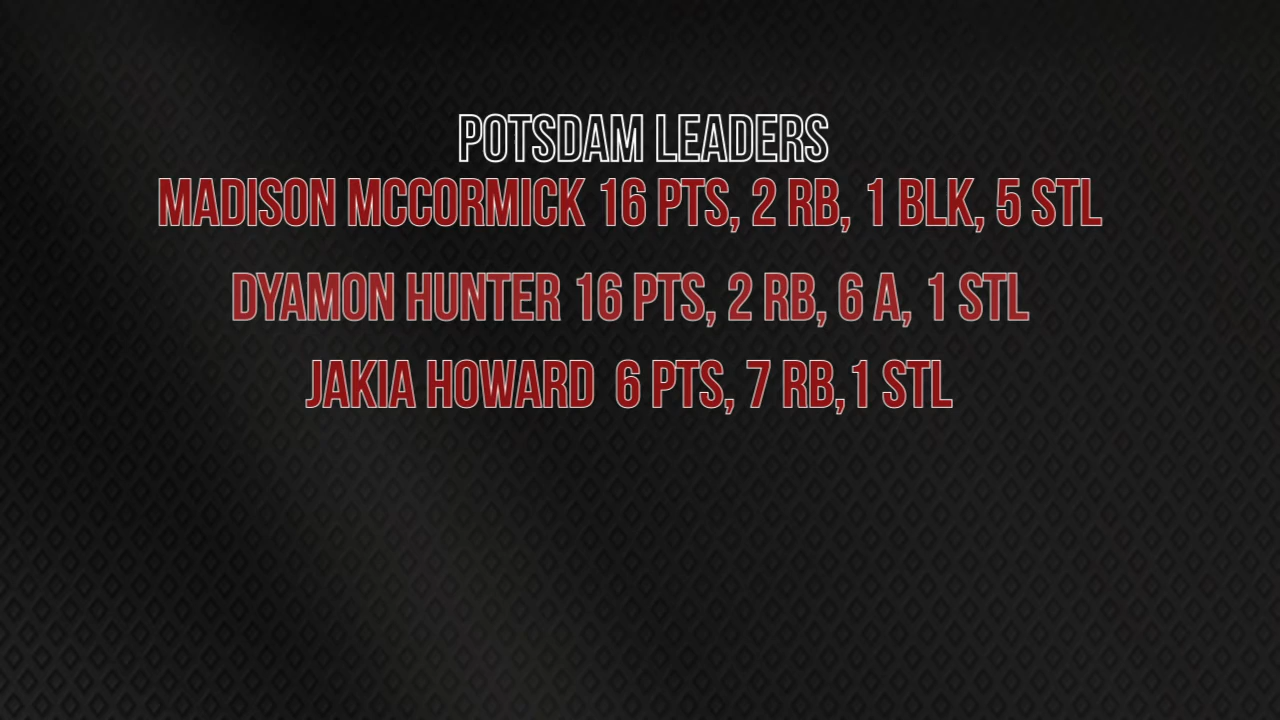 POTSDAM LEADERS
MADISON MCCORMICK 16 PTS, 2 RB, 1 BLK, 5 STL
DYAMON HUNTER 16 PTS, 2 RB, 6 A, 1 STL
JAKIA HOWARD 6 PTS, 7 RB,1 STL